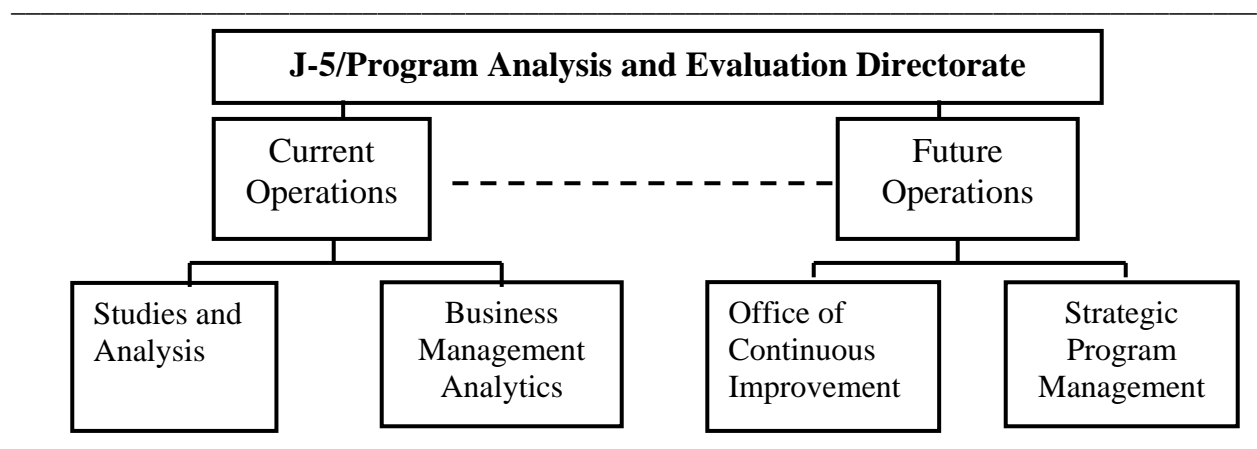 J-5/Program Analysis and Evaluation Directorate
Current
Operations
Future
Operations
Studies and
Analysis
Business
Management
Analytics
Office of
Continuous
Improvement
Strategic
Program
Management